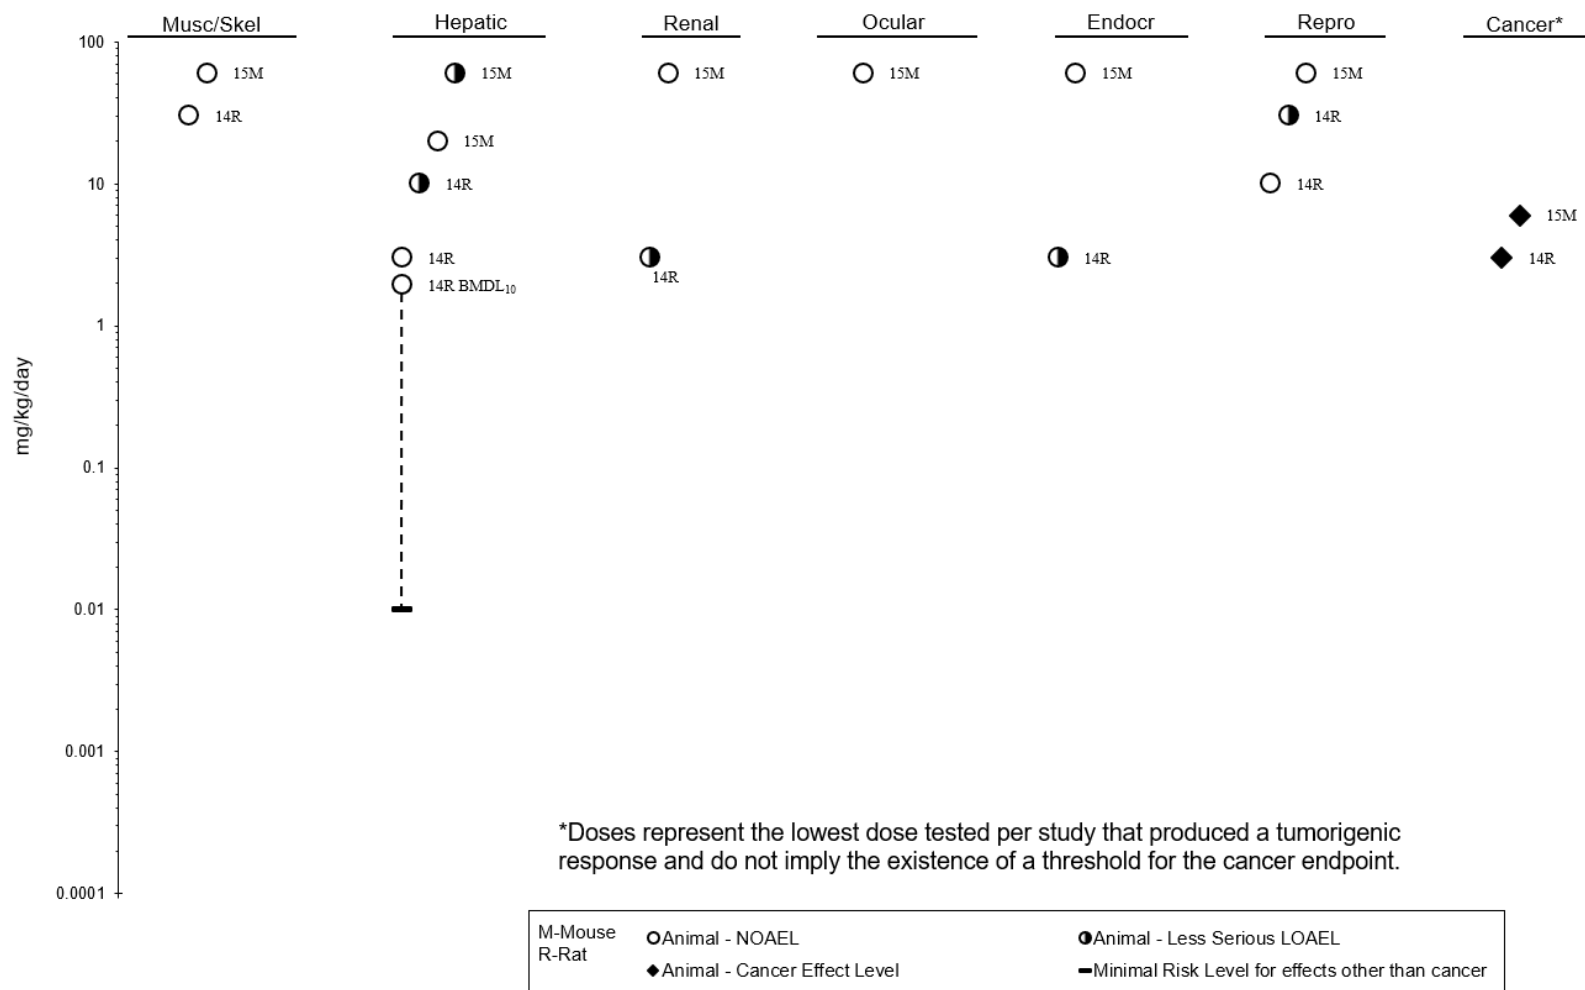 Musc/Skel Hepatic Renal Ocular Endocr Repro Cancer*
100
15M 15M 15M 15M 15M 15M
14R 14R
15M
10 14R 14R
15M
14R 14R 14R 14R
14R BMDL10
1
mg/kg/day
0.1
0.01
0.001
*Doses represent the lowest dose tested per study that produced a tumorigenic
response and do not imply the existence of a threshold for the cancer endpoint.
0.0001
M-Mouse
R-Rat
Animal - NOAEL Animal - Less Serious LOAEL
Animal - Cancer Effect Level Minimal Risk Level for effects other than cancer